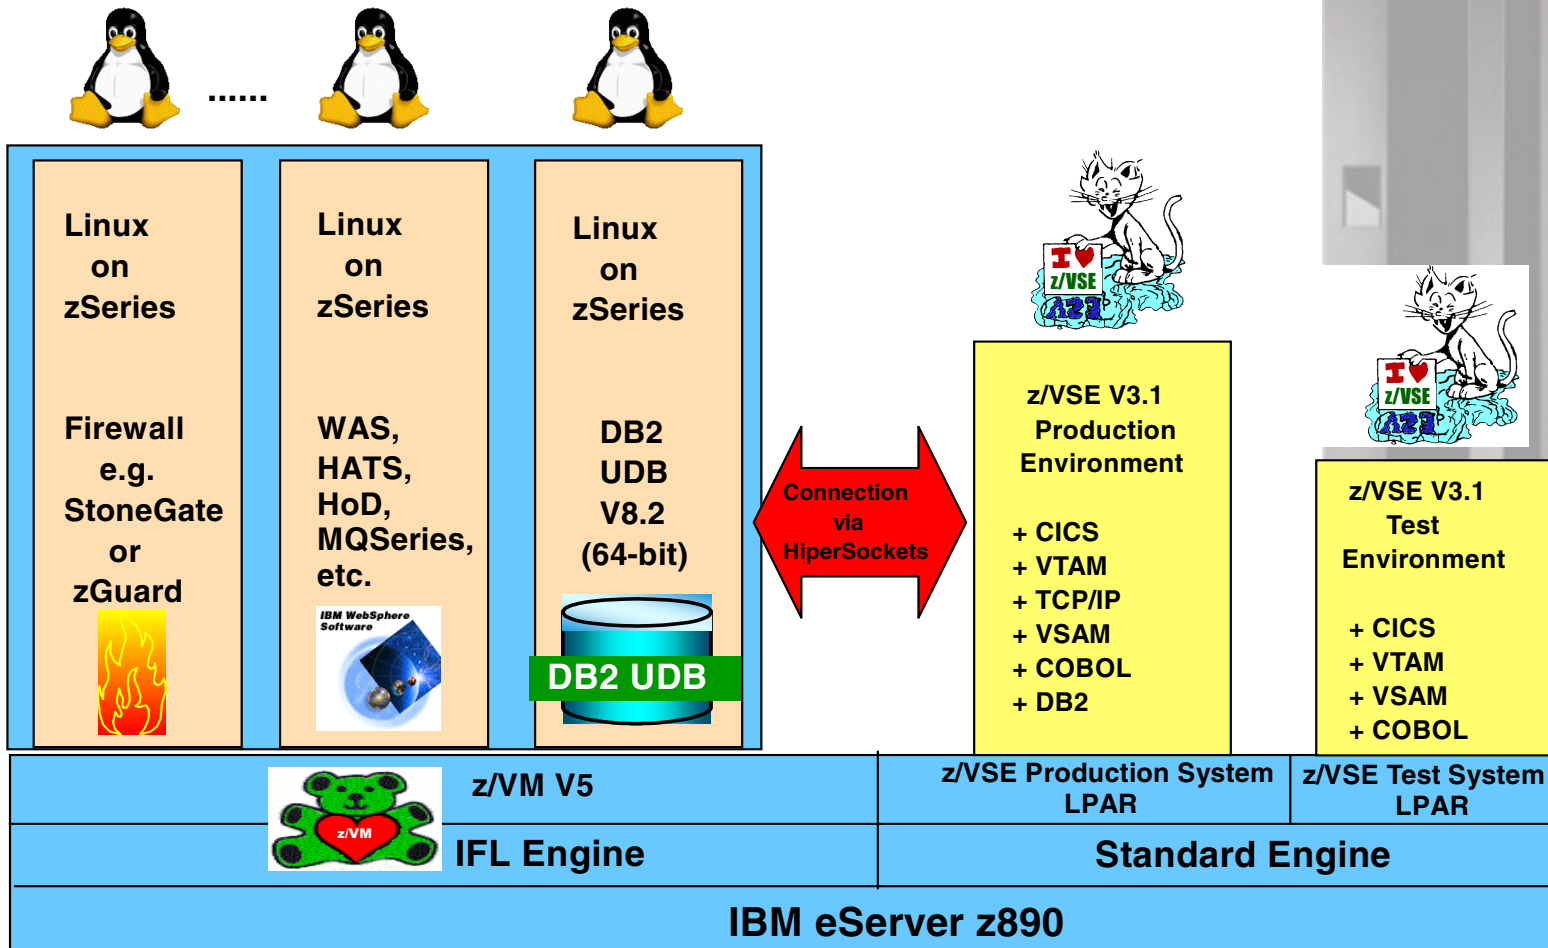 ......
Linux
on
zSeries
Firewall
e.g.
StoneGate
or
zGuard
Linux
on
zSeries
WAS,
HATS,
HoD,
MQSeries,
etc.
IBM WebSphere
Software
Linux
on
zSeries
DB2
UDB
V8.2
(64-bit)
DB2 UDB
Connection
via
HiperSockets
I ♥
z/VSE
z/VSE V3.1
Production
Environment
+ CICS
+ VTAM
+ TCP/IP
+ VSAM
+ COBOL
+ DB2
I ♥
z/VSE
z/VSE V3.1
Test
Environment
+ CICS
+ VTAM
+ VSAM
+ COBOL
z/VM V5
z/VM
z/VSE Production System
LPAR
z/VSE Test System
LPAR
IFL Engine
Standard Engine
IBM eServer z890